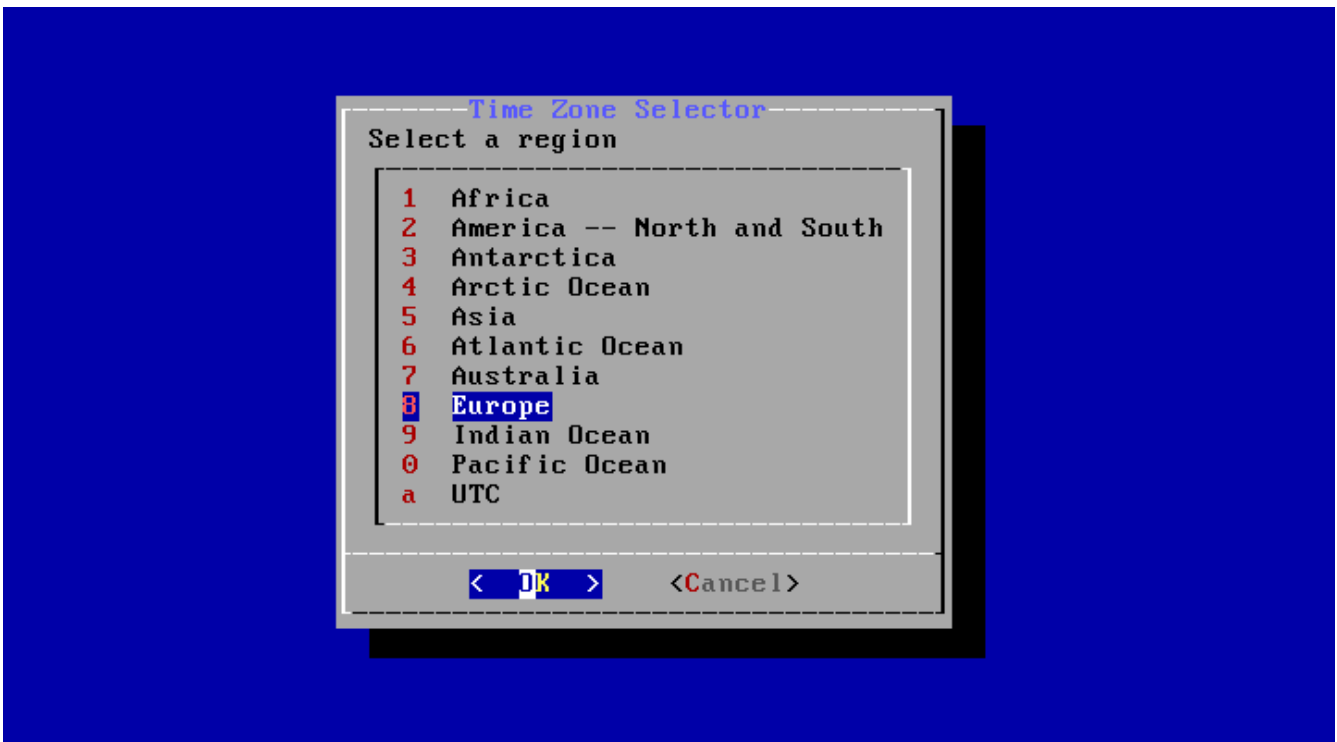 Time Zone Selector
Select a region
1 Africa
2 America -- North and South
3 Antarctica
4 Arctic Ocean
5 Asia
6 Atlantic Ocean
7 Australia
8 Europe
9 Indian Ocean
0 Pacific Ocean
a UTC
< OK > <Cancel>